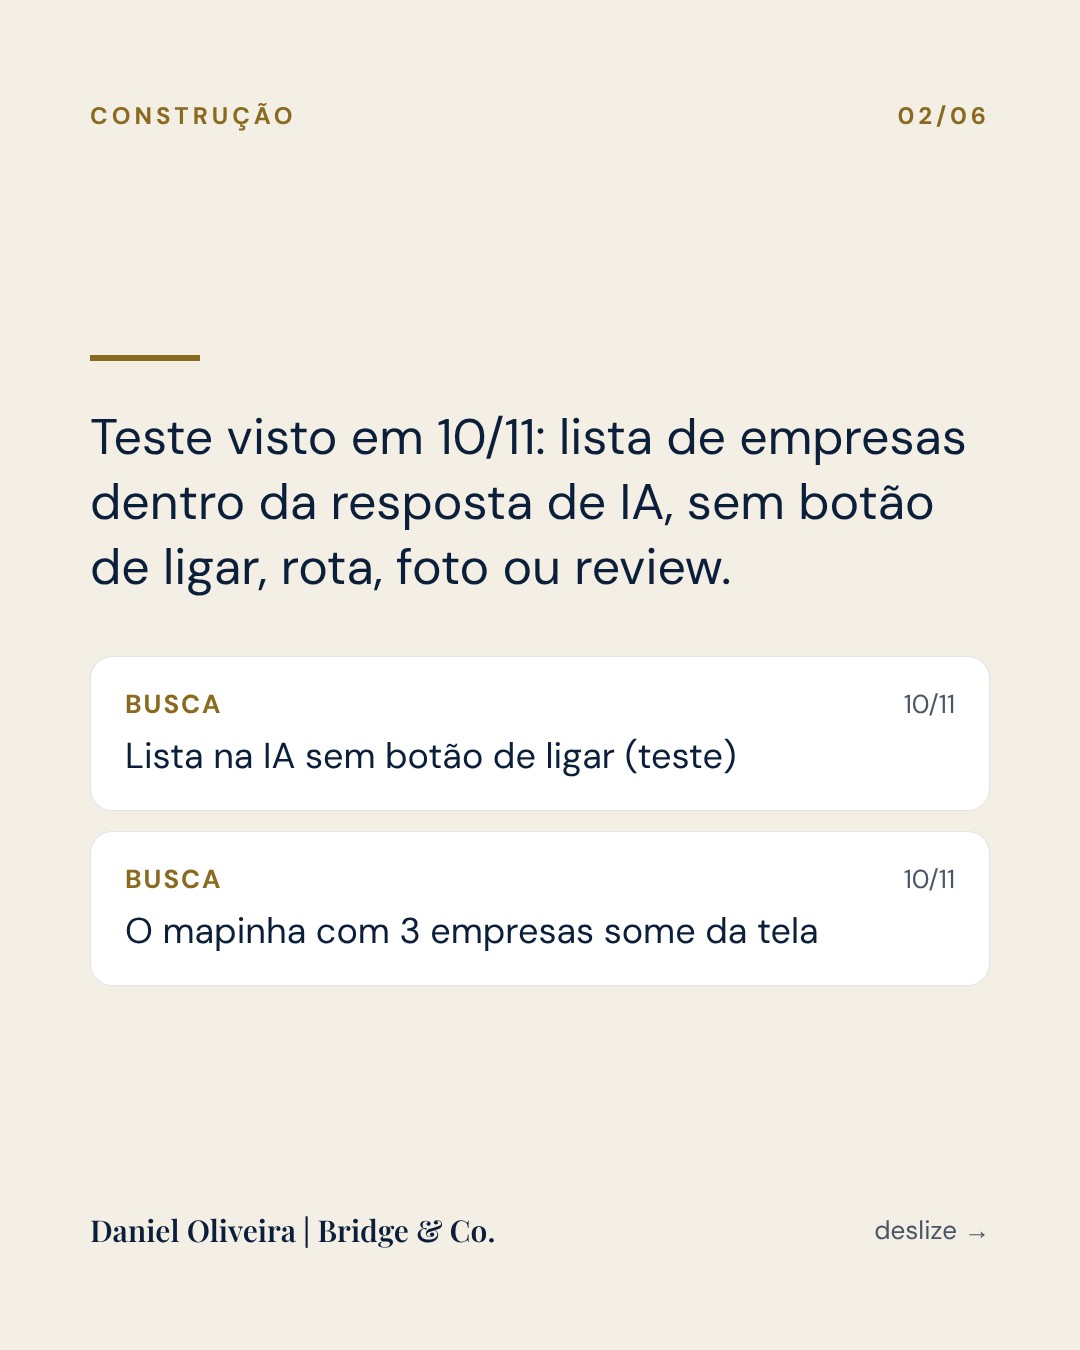 CONSTRUÇÃO
02/06
Teste visto em 10/11: lista de empresas
dentro da resposta de IA, sem botão
de ligar, rota, foto ou review.
BUSCA
10/11
Lista na IA sem botão de ligar (teste)
BUSCA
10/11
O mapinha com 3 empresas some da tela
Daniel Oliveira | Bridge & Co.
deslize →